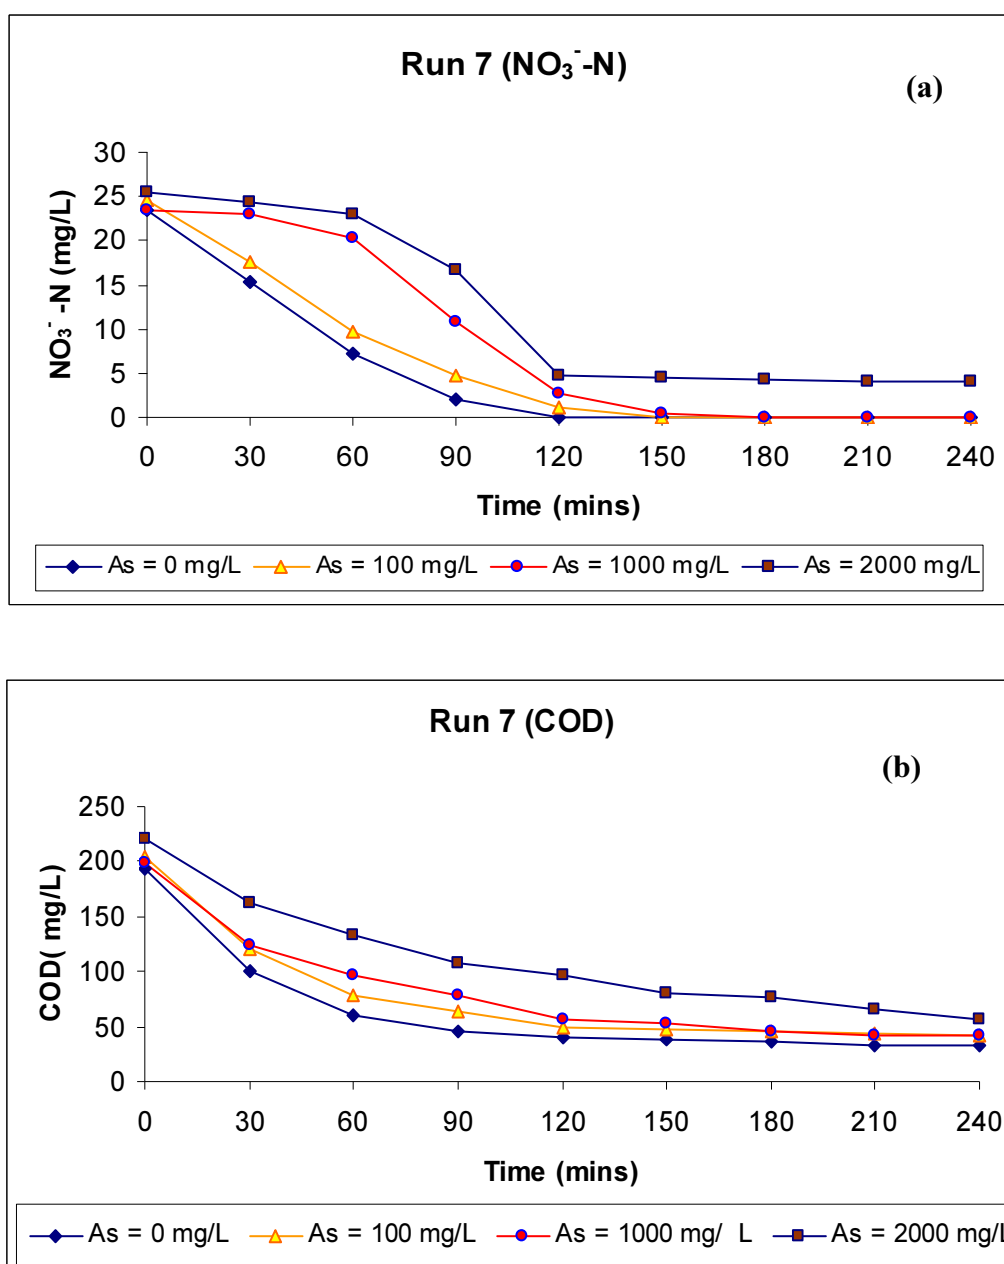 Run 7 (NO₃⁻-N)
(a)
30
25
20
15
10
5
0
NO₃⁻ -N (mg/L)
0 30 60 90 120 150 180 210 240
Time (mins)
As = 0 mg/L As = 100 mg/L As = 1000 mg/L As = 2000 mg/L
Run 7 (COD)
(b)
250
200
150
100
50
0
COD( mg/L)
0 30 60 90 120 150 180 210 240
Time (mins)
As = 0 mg/L As = 100 mg/L As = 1000 mg/ L As = 2000 mg/L